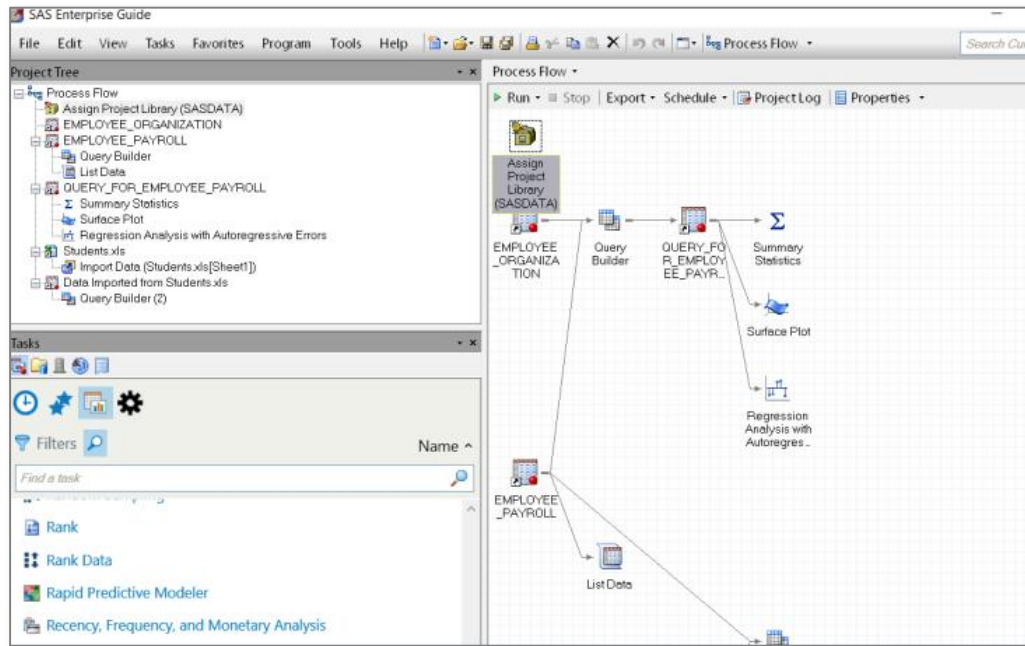 SAS Enterprise Guide
File Edit View Tasks Favorites Program Tools Help Process Flow Search
Project Tree
Process Flow
Assign Project Library (SASDATA)
EMPLOYEE_ORGANIZATION
EMPLOYEE_PAYROLL
Query Builder
List Data
QUERY_FOR_EMPLOYEE_PAYROLL
Summary Statistics
Surface Plot
Regression Analysis with Autoregressive Errors
Students.xls
Import Data (Students.xls[Sheet1])
Data Imported from Students.xls
Query Builder (2)
Tasks
Filters
Name
Find a task
Rank
Rank Data
Rapid Predictive Modeler
Recency, Frequency, and Monetary Analysis
Process Flow
Run Stop Export Schedule Project Log Properties
Assign
Project
Library
(SASDATA)
EMPLOYEE
_ORGANIZA
TION
Query
Builder
QUERY_FO
R_EMPLOY
EE_PAYR...
Summary
Statistics
Surface Plot
Regression
Analysis with
Autoregres...
EMPLOYEE
_PAYROLL
List Data